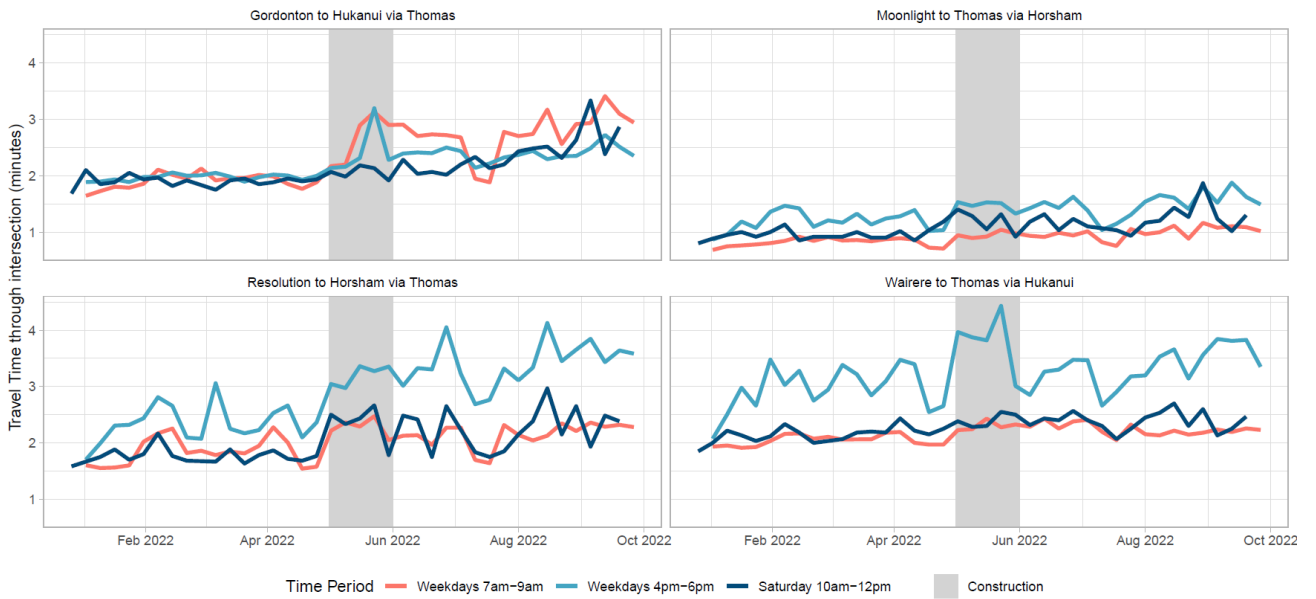 Gordonton to Hukanui via Thomas
Moonlight to Thomas via Horsham
4
3
2
1
Resolution to Horsham via Thomas
Wairere to Thomas via Hukanui
4
3
2
1
Travel Time through intersection (minutes)
Feb 2022 Apr 2022 Jun 2022 Aug 2022 Oct 2022
Feb 2022 Apr 2022 Jun 2022 Aug 2022 Oct 2022
Time Period Weekdays 7am−9am Weekdays 4pm−6pm Saturday 10am−12pm Construction